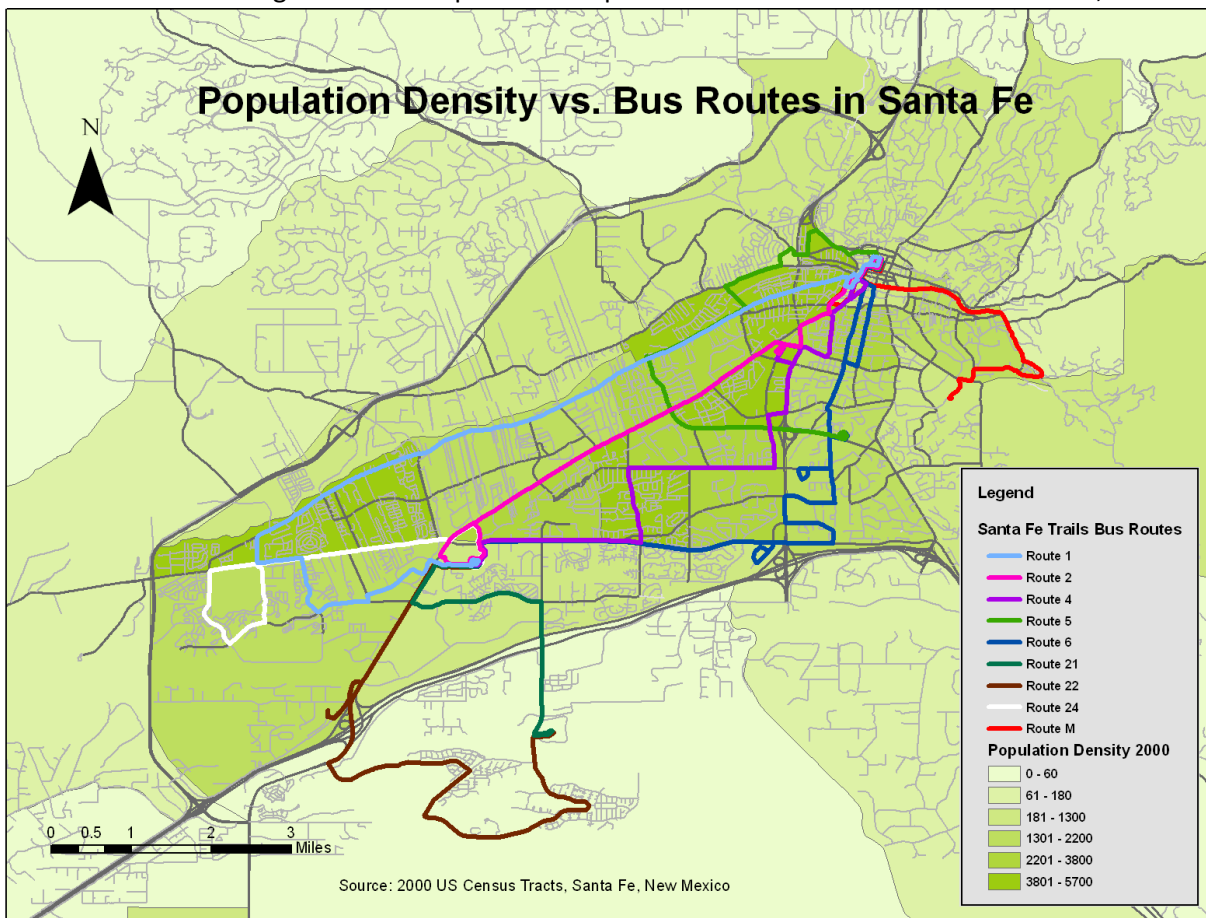 Population Density vs. Bus Routes in Santa Fe
N
Legend
Santa Fe Trails Bus Routes
Route 1
Route 2
Route 4
Route 5
Route 6
Route 21
Route 22
Route 24
Route M
Population Density 2000
0 - 60
61 - 180
181 - 1300
1301 - 2200
2201 - 3800
3801 - 5700
0 0.5 1 2 3
Miles
Source: 2000 US Census Tracts, Santa Fe, New Mexico